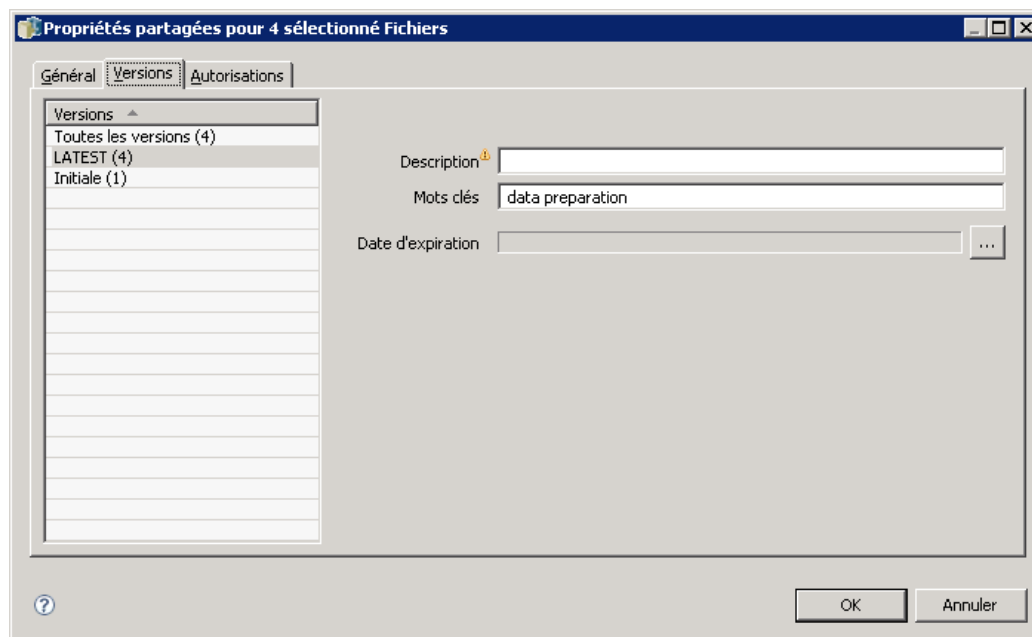 Propriétés partagées pour 4 sélectionné Fichiers
Général Versions Autorisations
Versions
Toutes les versions (4)
LATEST (4)
Initiale (1)
Description
Mots clés data preparation
Date d'expiration ...
OK Annuler